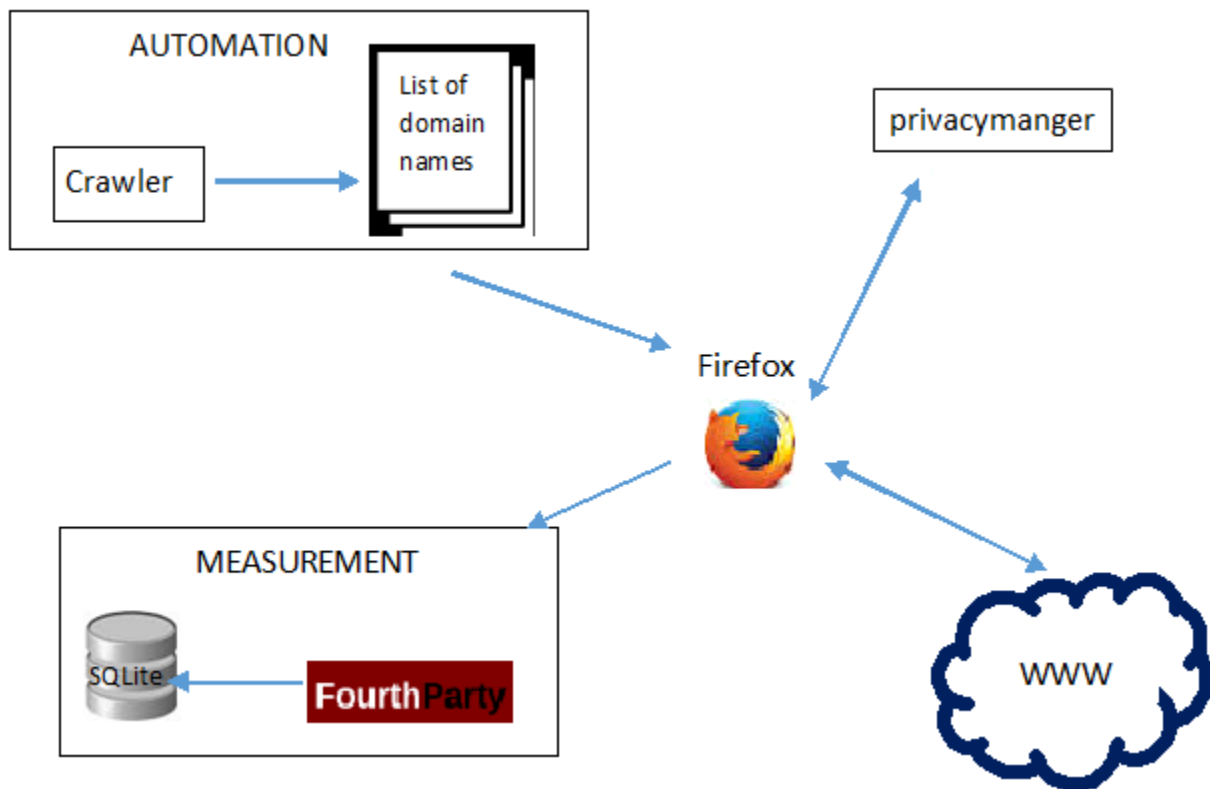 AUTOMATION
List of
domain
names
Crawler
privacymanger
Firefox
MEASUREMENT
SQLite
FourthParty
WWW